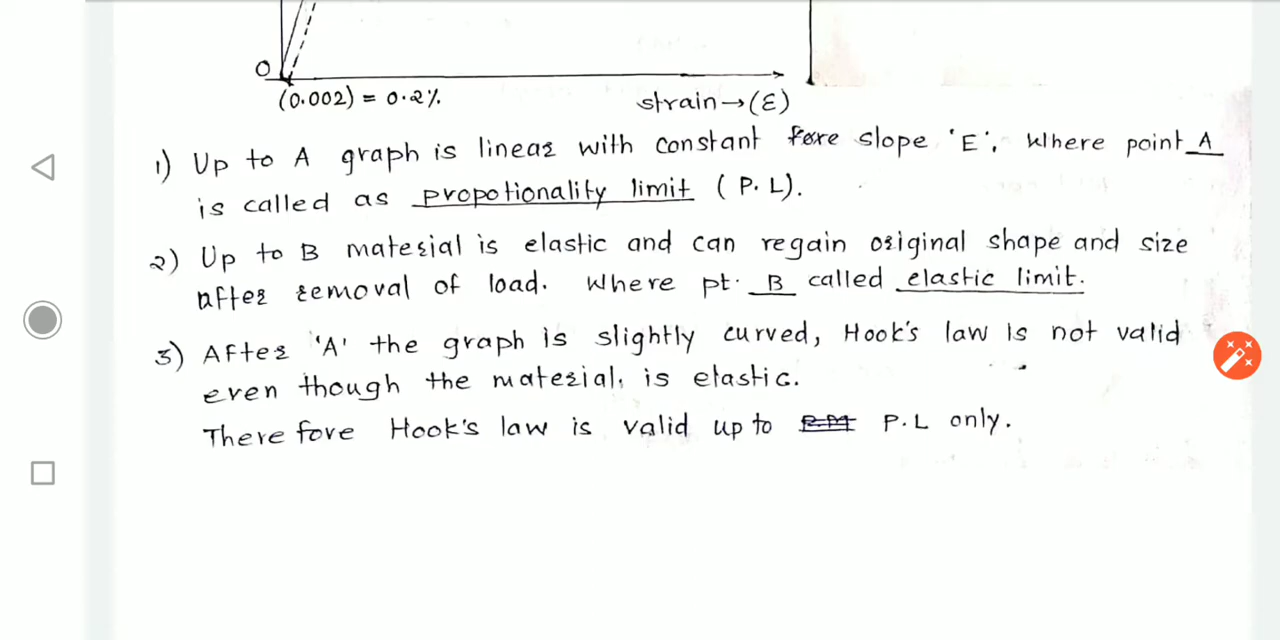 O
(0.002) = 0.2%
strain→(ε)
1) Up to A graph is linear with constant slope 'E', Where point A
is called as propotionality limit (P.L).
2) Up to B material is elastic and can regain original shape and size
after removal of load. Where pt. B called elastic limit.
3) After 'A' the graph is slightly curved, Hook's law is not valid
even though the material, is elastic.
There fore Hook's law is valid up to P.L only.